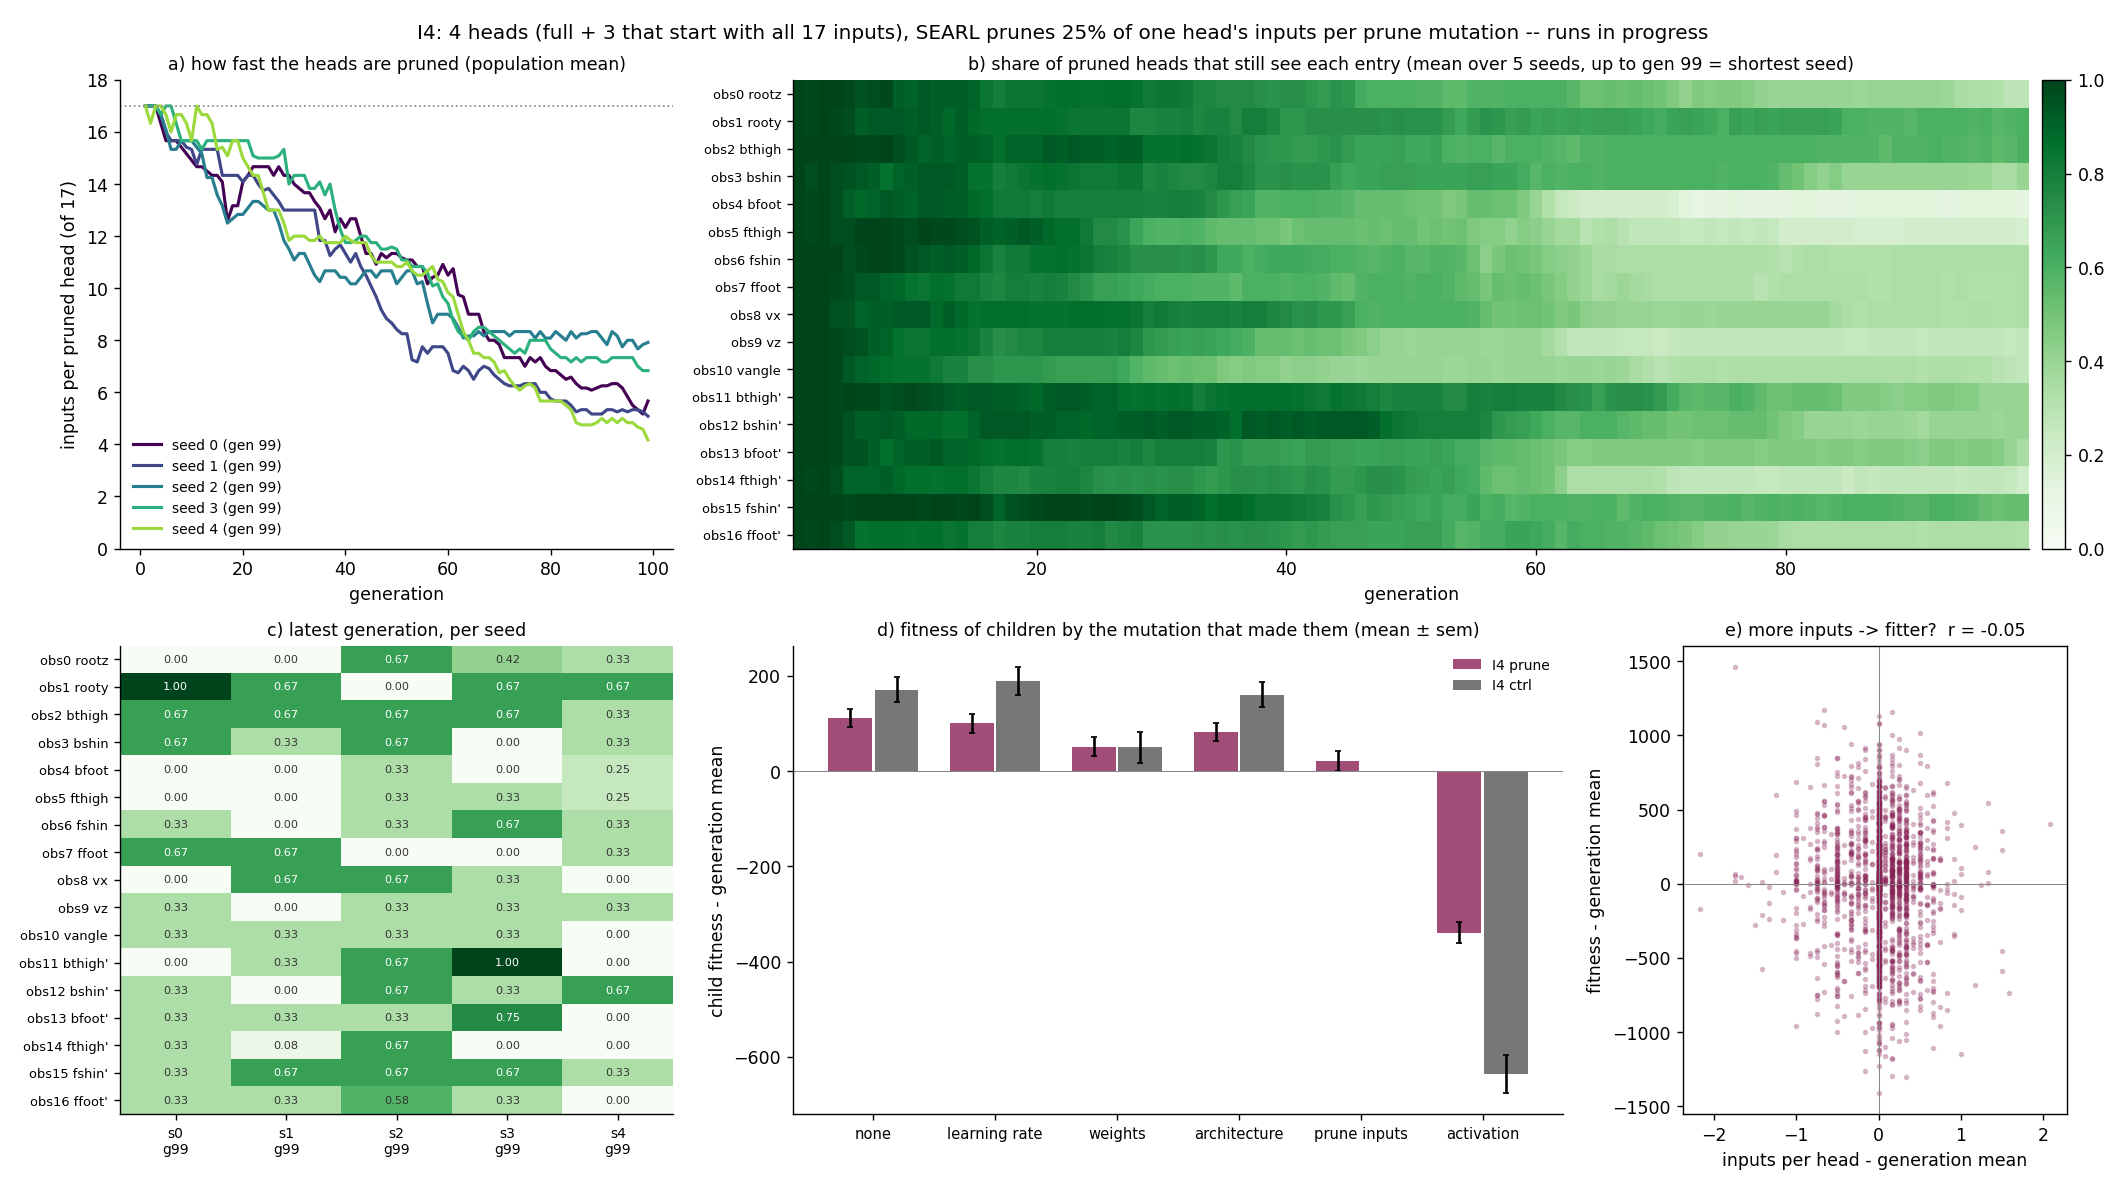 I4: 4 heads (full + 3 that start with all 17 inputs), SEARL prunes 25% of one head's inputs per prune mutation -- runs in progress
a) how fast the heads are pruned (population mean)
18
16
14
12
10
8
6
4
2
0
inputs per pruned head (of 17)
seed 0 (gen 99)
seed 1 (gen 99)
seed 2 (gen 99)
seed 3 (gen 99)
seed 4 (gen 99)
0 20 40 60 80 100
generation
b) share of pruned heads that still see each entry (mean over 5 seeds, up to gen 99 = shortest seed)
obs0 rootz
obs1 rooty
obs2 bthigh
obs3 bshin
obs4 bfoot
obs5 fthigh
obs6 fshin
obs7 ffoot
obs8 vx
obs9 vz
obs10 vangle
obs11 bthigh'
obs12 bshin'
obs13 bfoot'
obs14 fthigh'
obs15 fshin'
obs16 ffoot'
20 40 60 80
generation
1.0
0.8
0.6
0.4
0.2
0.0
c) latest generation, per seed
obs0 rootz 0.00 0.00 0.67 0.42 0.33
obs1 rooty 1.00 0.67 0.00 0.67 0.67
obs2 bthigh 0.67 0.67 0.67 0.67 0.33
obs3 bshin 0.67 0.33 0.67 0.00 0.33
obs4 bfoot 0.00 0.00 0.33 0.00 0.25
obs5 fthigh 0.00 0.00 0.33 0.33 0.25
obs6 fshin 0.33 0.00 0.33 0.67 0.33
obs7 ffoot 0.67 0.67 0.00 0.00 0.33
obs8 vx 0.00 0.67 0.67 0.33 0.00
obs9 vz 0.33 0.00 0.33 0.33 0.33
obs10 vangle 0.33 0.33 0.33 0.33 0.00
obs11 bthigh' 0.00 0.33 0.67 1.00 0.00
obs12 bshin' 0.33 0.00 0.67 0.33 0.67
obs13 bfoot' 0.33 0.33 0.33 0.75 0.00
obs14 fthigh' 0.33 0.08 0.67 0.00 0.00
obs15 fshin' 0.33 0.67 0.67 0.67 0.33
obs16 ffoot' 0.33 0.33 0.58 0.33 0.00
s0 s1 s2 s3 s4
g99 g99 g99 g99 g99
d) fitness of children by the mutation that made them (mean ± sem)
200
0
−200
−400
−600
child fitness - generation mean
I4 prune
I4 ctrl
none learning rate weights architecture prune inputs activation
e) more inputs -> fitter? r = -0.05
1500
1000
500
0
−500
−1000
−1500
fitness - generation mean
−2 −1 0 1 2
inputs per head - generation mean